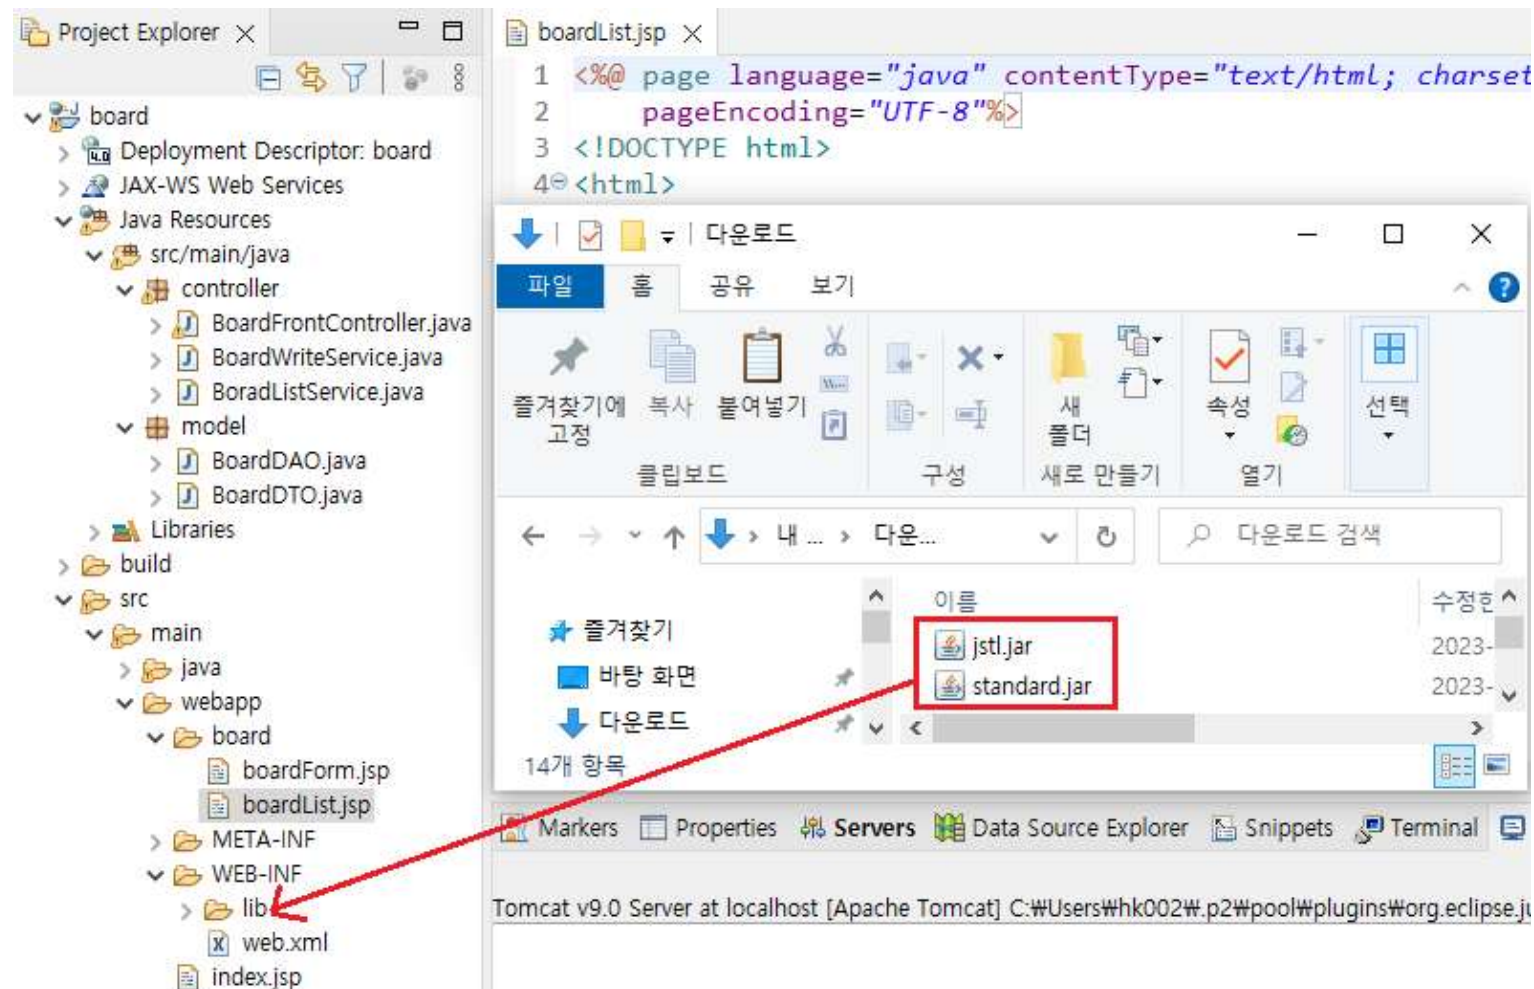 Project Explorer
board
Deployment Descriptor: board
JAX-WS Web Services
Java Resources
src/main/java
controller
BoardFrontController.java
BoardWriteService.java
BoradListService.java
model
BoardDAO.java
BoardDTO.java
Libraries
build
src
main
java
webapp
board
boardForm.jsp
boardList.jsp
META-INF
WEB-INF
lib
web.xml
index.jsp
boardList.jsp
1 <%@ page language="java" contentType="text/html; charset
2 pageEncoding="UTF-8"%>
3 <!DOCTYPE html>
4 <html>
다운로드
파일 홈 공유 보기
즐겨찾기에 고정
복사
붙여넣기
클립보드
구성
새 폴더
새로 만들기
속성
열기
선택
내 ... 다운...
다운로드 검색
이름 수정한
즐겨찾기
바탕 화면
다운로드
jstl.jar 2023-
standard.jar 2023-
14개 항목
Markers Properties Servers Data Source Explorer Snippets Terminal
Tomcat v9.0 Server at localhost [Apache Tomcat] C:₩Users₩hk002₩.p2₩pool₩plugins₩org.eclipse.ju